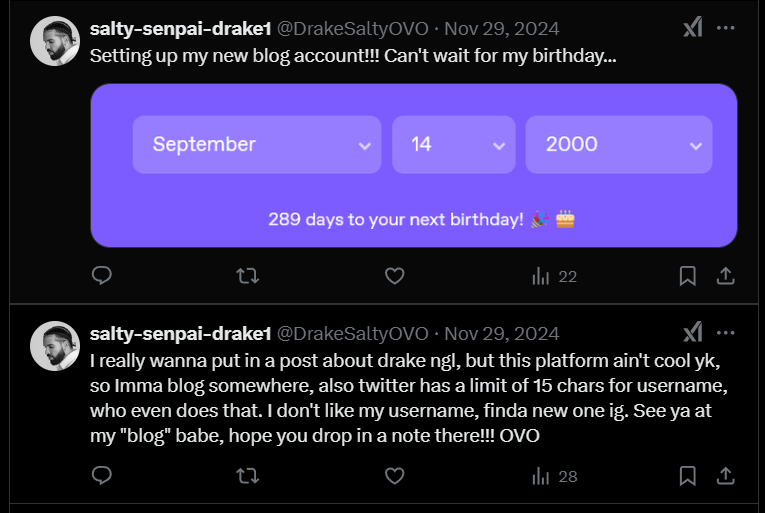 salty-senpai-drake1 @DrakeSaltyOVO · Nov 29, 2024
Setting up my new blog account!!! Can't wait for my birthday...
September 14 2000
289 days to your next birthday! 🎉 🎂
22
salty-senpai-drake1 @DrakeSaltyOVO · Nov 29, 2024
I really wanna put in a post about drake ngl, but this platform ain't cool yk,
so Imma blog somewhere, also twitter has a limit of 15 chars for username,
who even does that. I don't like my username, finda new one ig. See ya at
my "blog" babe, hope you drop in a note there!!! OVO
28